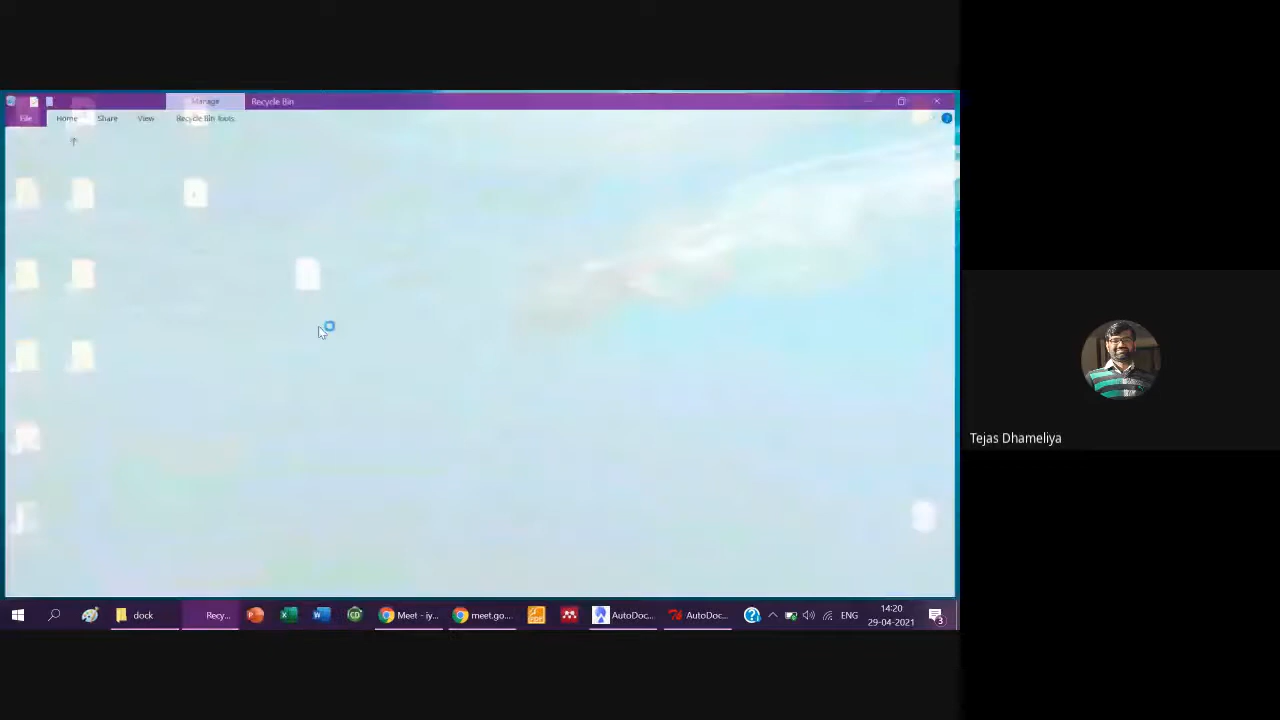 Manage
Recycle Bin
File
Home
Share
View
Recycle Bin Tools
Tejas Dhameliya
dock
Recy...
Meet - iy...
meet.go...
AutoDoc...
AutoDoc...
ENG
14:20
29-04-2021
3